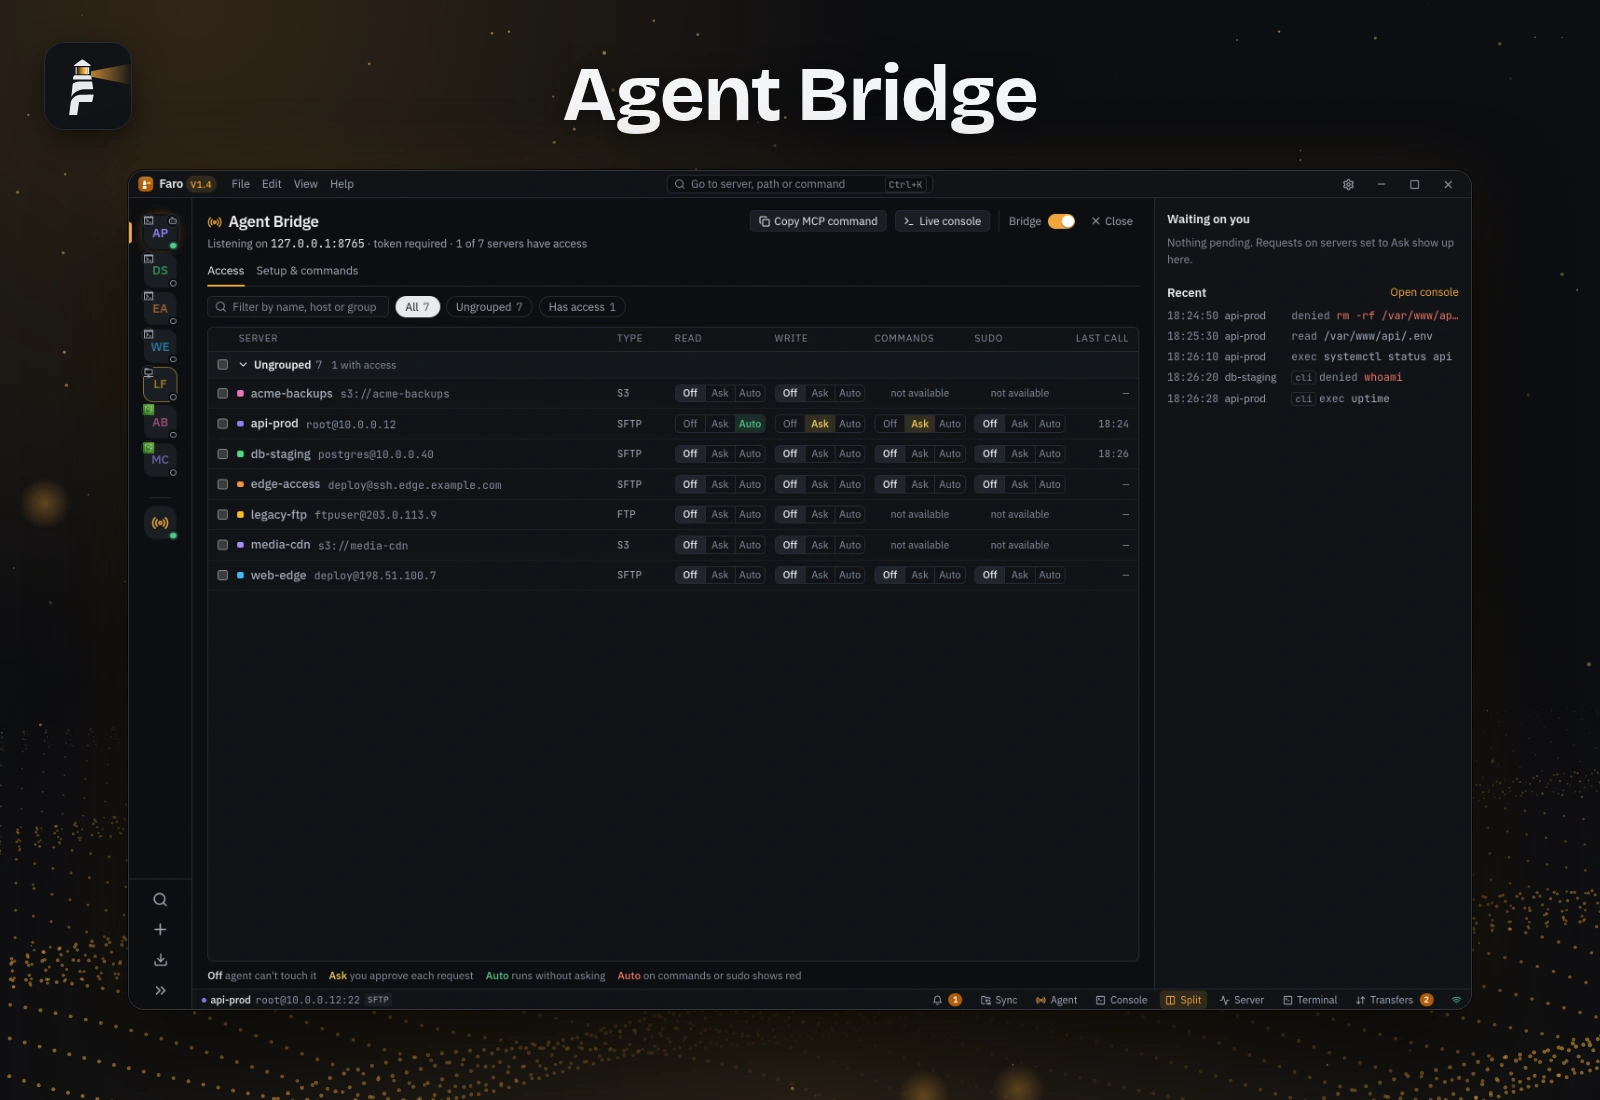 Agent Bridge
Faro V1.4 File Edit View Help
Go to server, path or command Ctrl+K
AP
DS
EA
WE
LF
AB
MC
Agent Bridge
Copy MCP command
Live console
Bridge
Close
Listening on 127.0.0.1:8765 · token required · 1 of 7 servers have access
Access Setup & commands
Filter by name, host or group All 7 Ungrouped 7 Has access 1
SERVER TYPE READ WRITE COMMANDS SUDO LAST CALL
Ungrouped 7 1 with access
acme-backups s3://acme-backups S3 Off Ask Auto Off Ask Auto not available not available —
api-prod root@10.0.0.12 SFTP Off Ask Auto Off Ask Auto Off Ask Auto Off Ask Auto 18:24
db-staging postgres@10.0.0.40 SFTP Off Ask Auto Off Ask Auto Off Ask Auto Off Ask Auto 18:26
edge-access deploy@ssh.edge.example.com SFTP Off Ask Auto Off Ask Auto Off Ask Auto Off Ask Auto —
legacy-ftp ftpuser@203.0.113.9 FTP Off Ask Auto Off Ask Auto not available not available —
media-cdn s3://media-cdn S3 Off Ask Auto Off Ask Auto not available not available —
web-edge deploy@198.51.100.7 SFTP Off Ask Auto Off Ask Auto Off Ask Auto Off Ask Auto —
Off agent can't touch it Ask you approve each request Auto runs without asking Auto on commands or sudo shows red
Waiting on you
Nothing pending. Requests on servers set to Ask show up
here.
Recent Open console
18:24:50 api-prod denied rm -rf /var/www/ap…
18:25:30 api-prod read /var/www/api/.env
18:26:10 api-prod exec systemctl status api
18:26:20 db-staging cli denied whoami
18:26:28 api-prod cli exec uptime
api-prod root@10.0.0.12:22 SFTP
1 Sync Agent Console Split Server Terminal Transfers 2